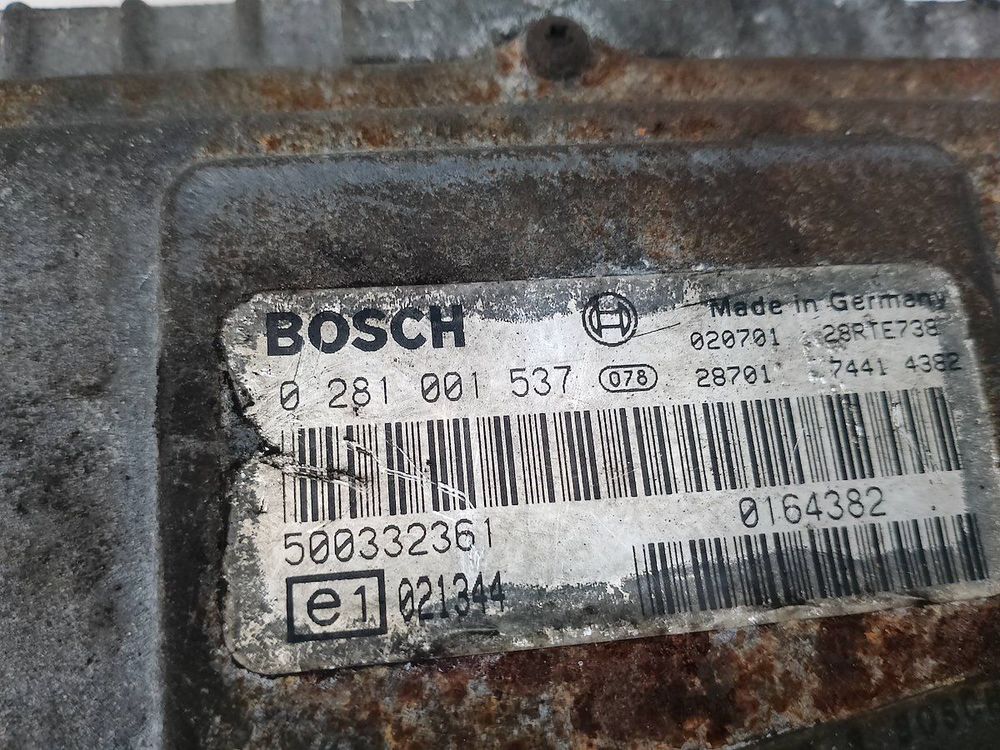 BOSCH
Made in Germany
020701 28RTE738
0 281 001 537 078 28701 7441 4382
0164382
500332361
e1 021344